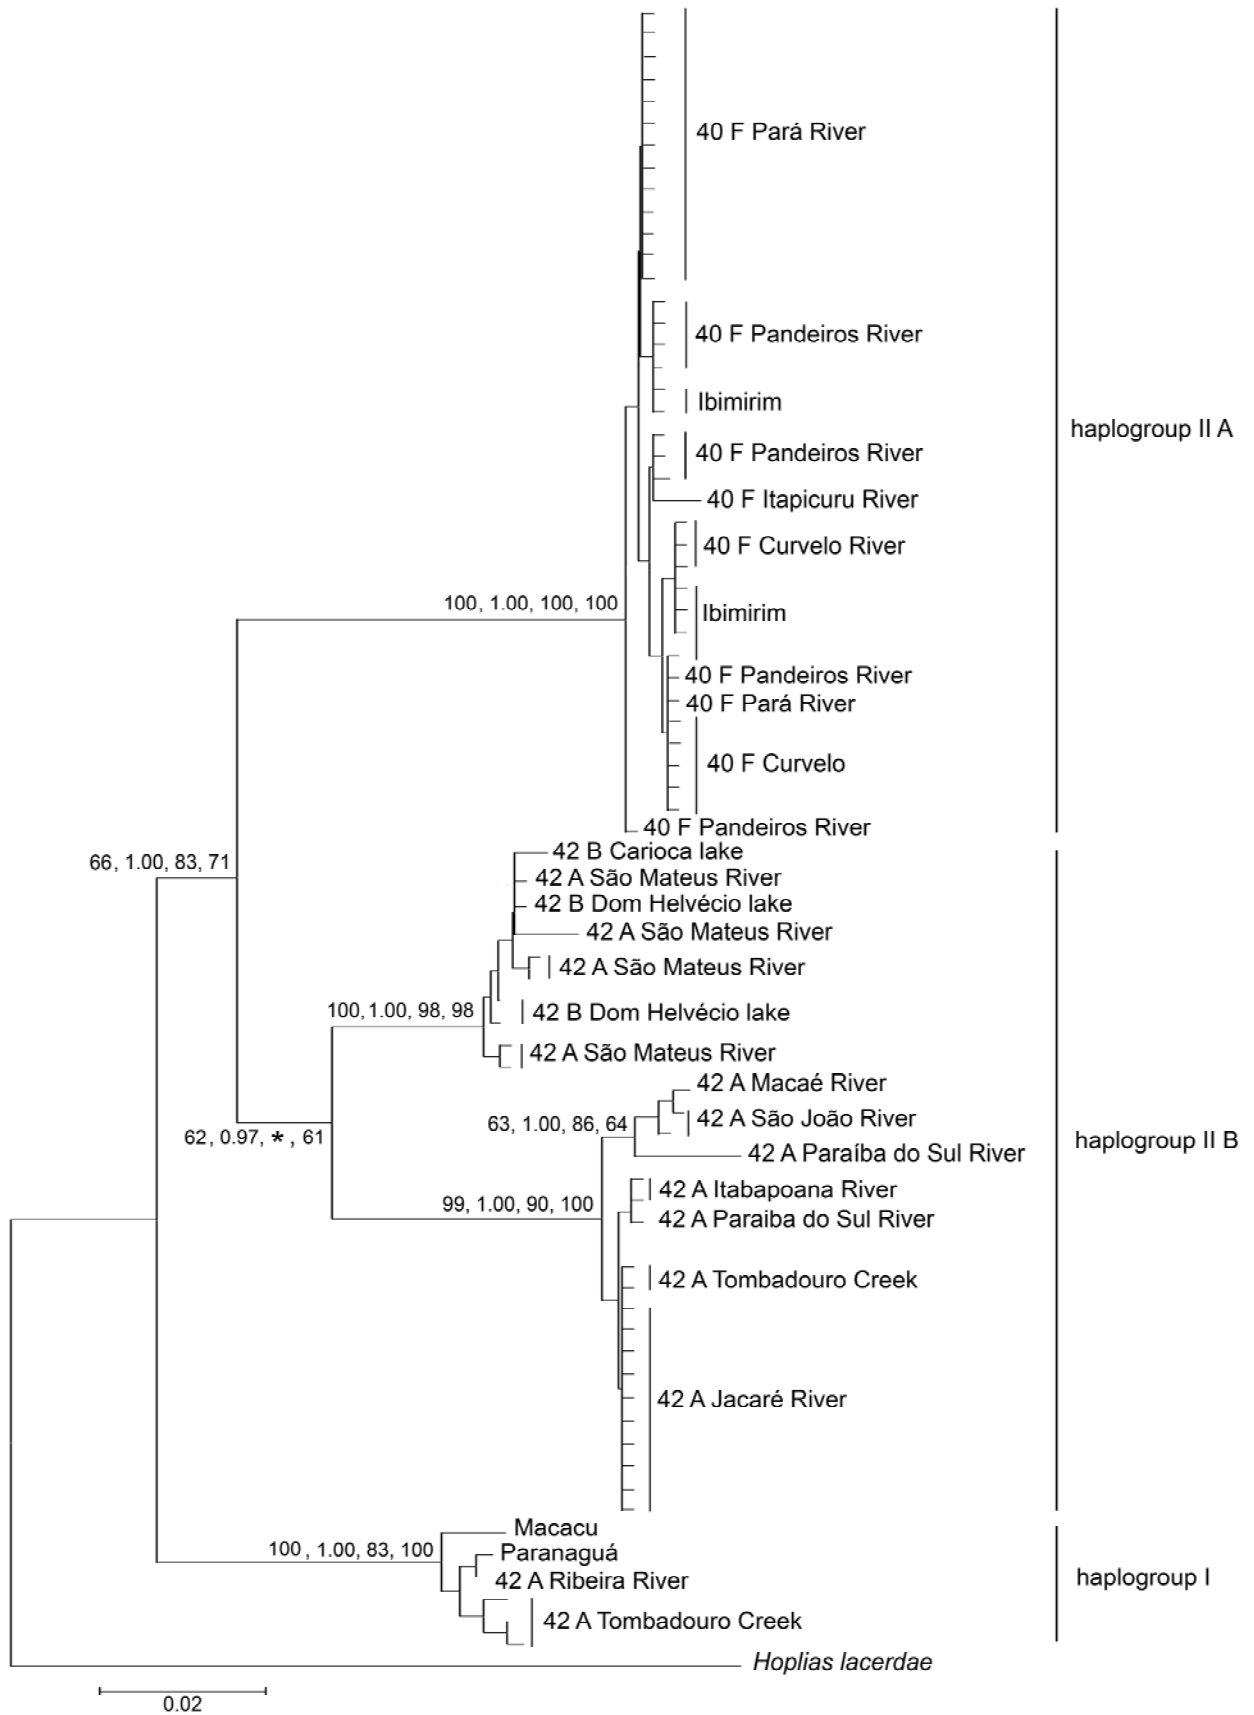 40 F Pará River
40 F Pandeiros River
Ibimirim
haplogroup II A
40 F Pandeiros River
40 F Itapicuru River
40 F Curvelo River
100, 1.00, 100, 100
Ibimirim
40 F Pandeiros River
40 F Pará River
40 F Curvelo
40 F Pandeiros River
42 B Carioca lake
66, 1.00, 83, 71
42 A São Mateus River
42 B Dom Helvécio lake
42 A São Mateus River
42 A São Mateus River
100,1.00, 98, 98
42 B Dom Helvécio lake
42 A São Mateus River
42 A Macaé River
63, 1.00, 86, 64
42 A São João River
62, 0.97, * , 61
haplogroup II B
42 A Paraíba do Sul River
42 A Itabapoana River
99, 1.00, 90, 100
42 A Paraiba do Sul River
42 A Tombadouro Creek
42 A Jacaré River
Macacu
100 , 1.00, 83, 100
Paranaguá
42 A Ribeira River
haplogroup I
42 A Tombadouro Creek
Hoplias lacerdae
0.02